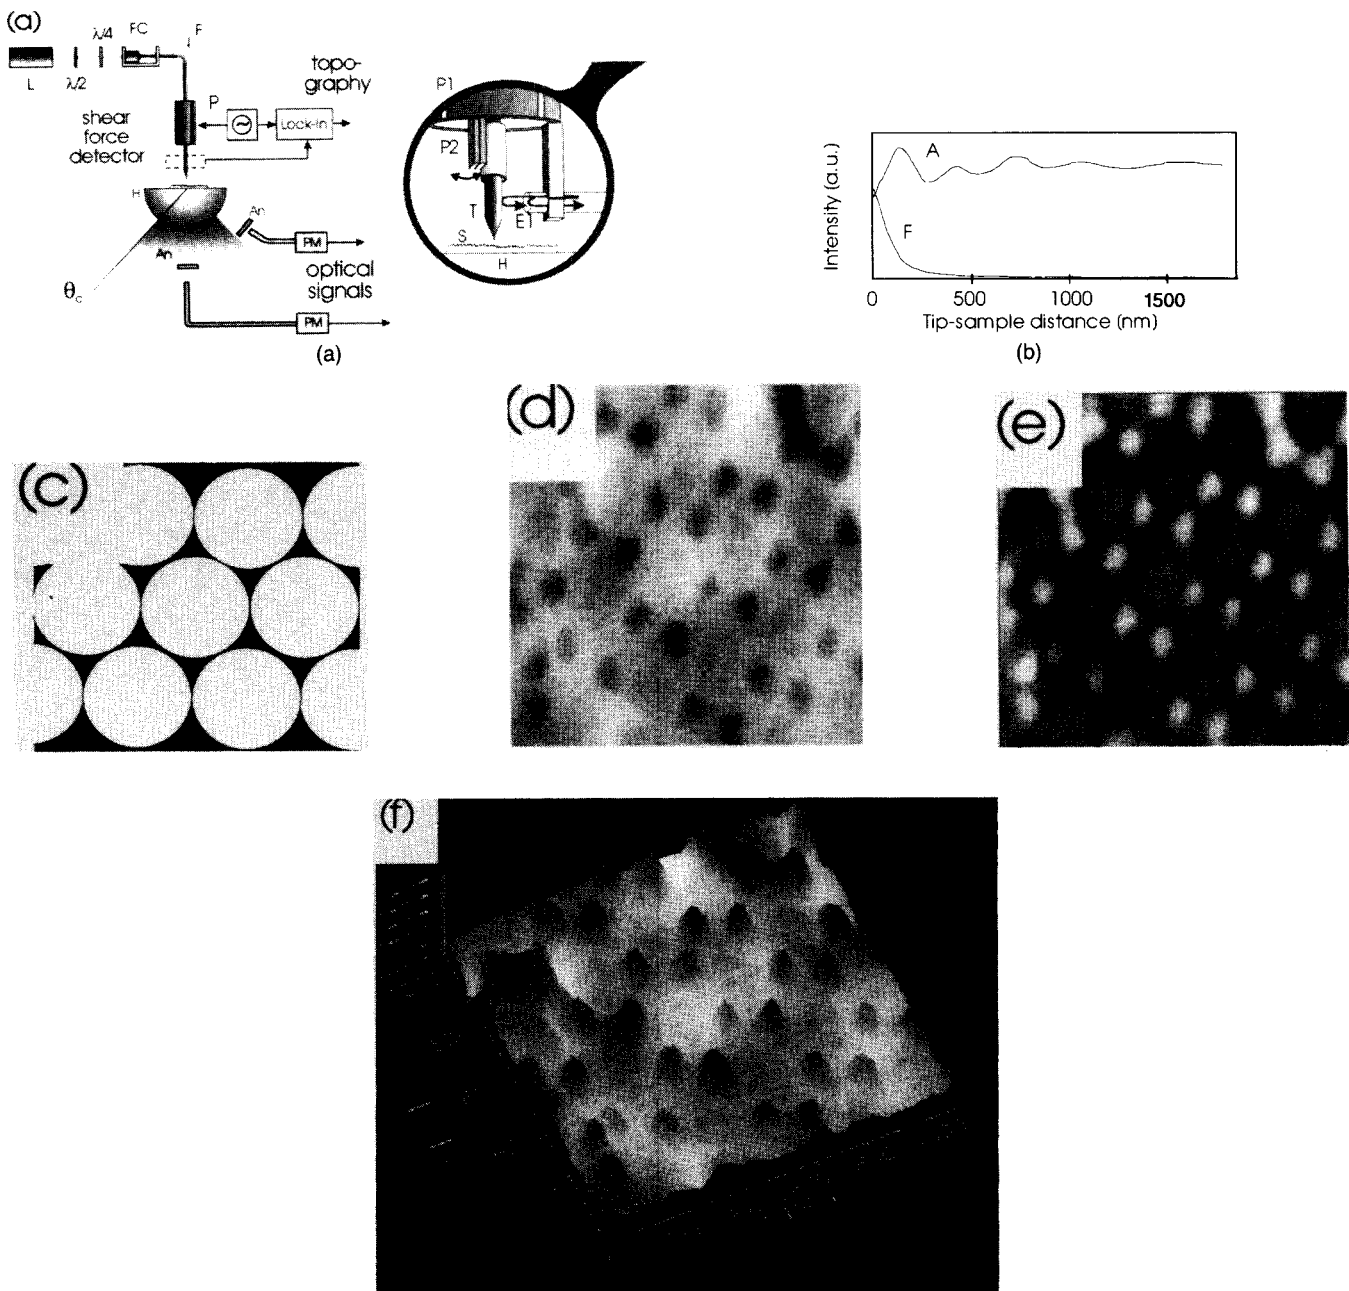 (a)
λ/4
FC
F
L
λ/2
topo-
graphy
P
shear
force
detector
Lock-in
H
An
PM
An
optical
signals
θc
PM
(a)
P1
P2
T
E1
S
H
Intensity (a.u.)
A
F
0
500
1000
1500
Tip-sample distance (nm)
(b)
(c)
(d)
(e)
(f)